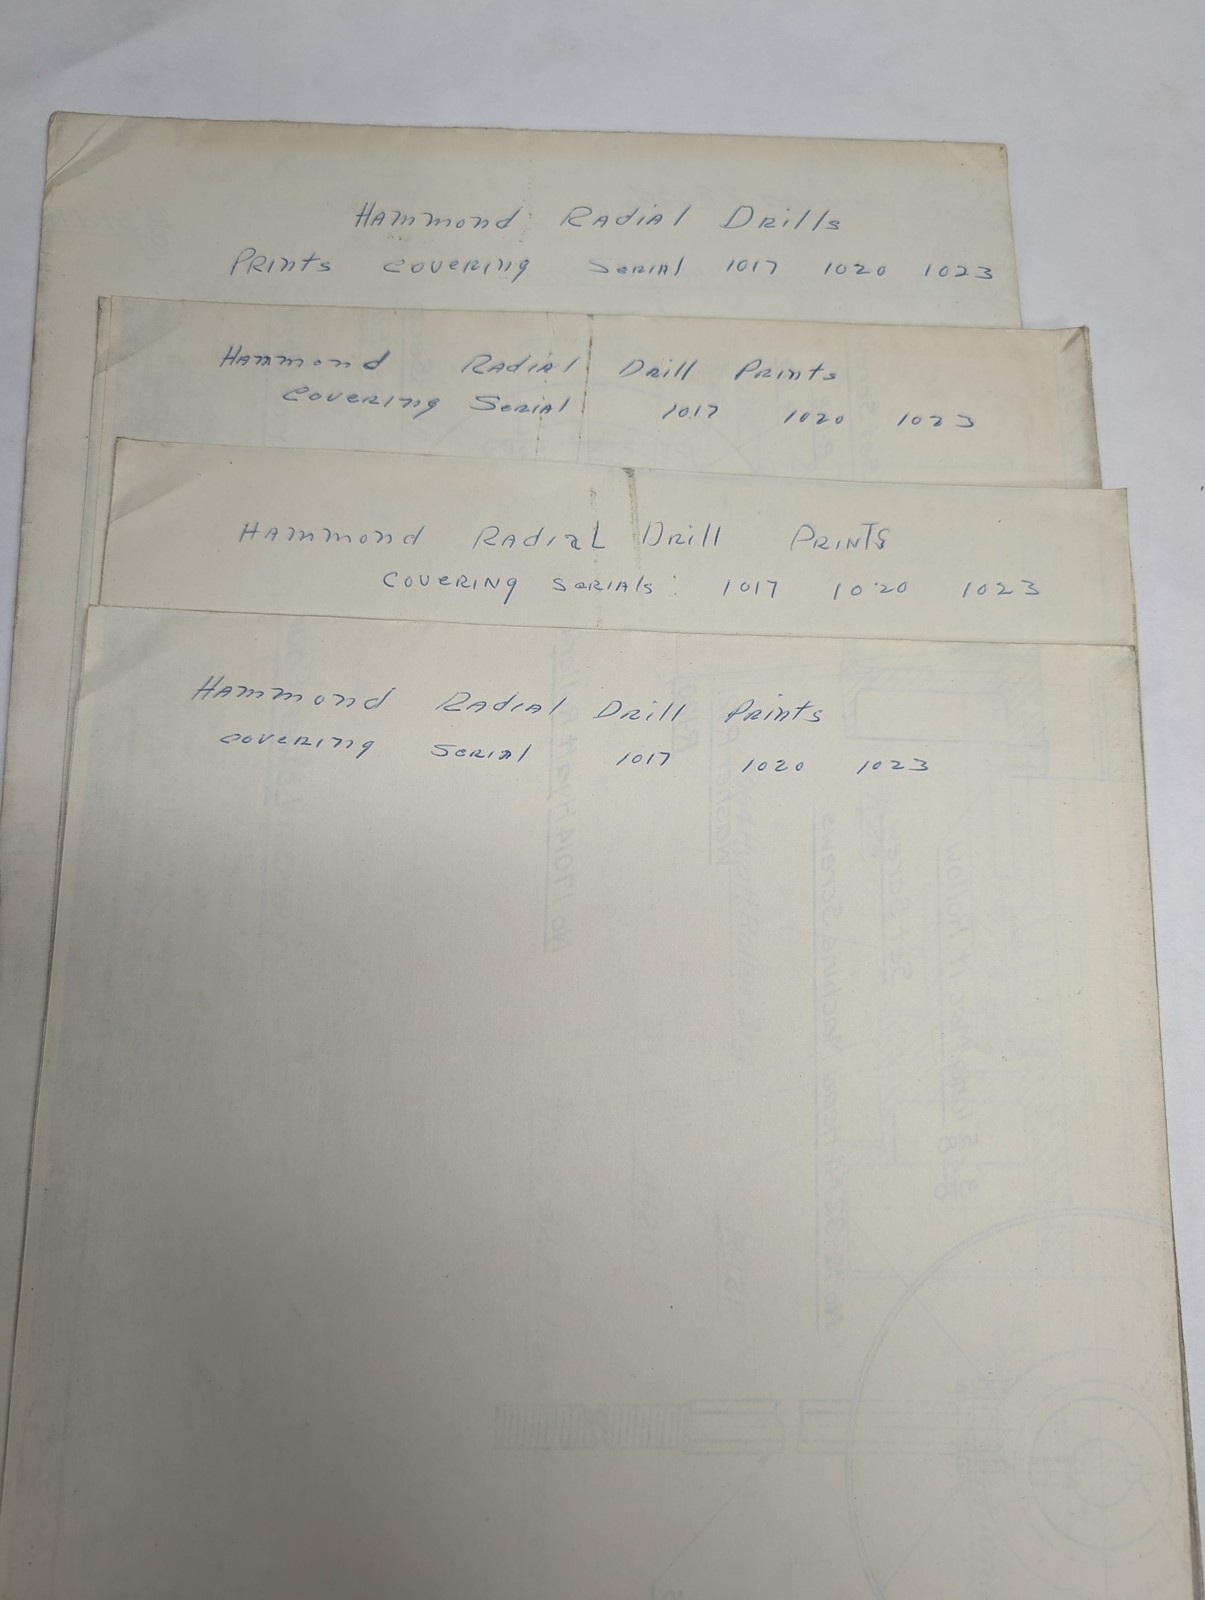 Hammond Radial Drills
Prints covering Serial 1017 1020 1023
Hammond Radial Drill Prints
covering Serial 1017 1020 1023
Hammond Radial Drill Prints
covering serials: 1017 1020 1023
Hammond Radial Drill Prints
covering serial 1017 1020 1023